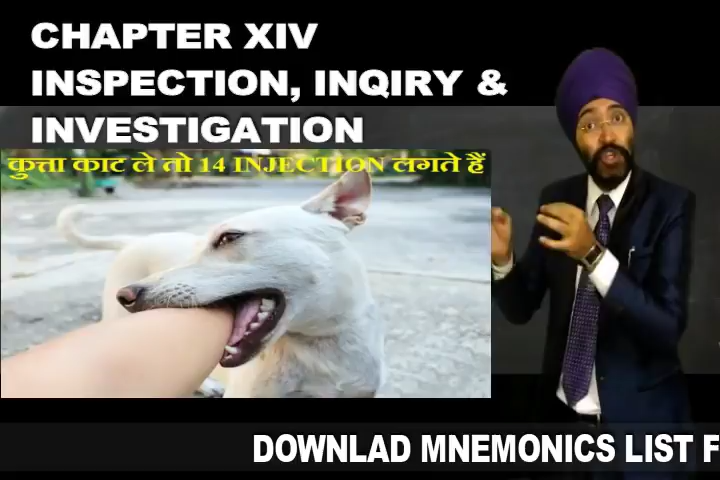 CHAPTER XIV
INSPECTION, INQIRY &
INVESTIGATION
कुत्ता काट ले तो 14 INJECTION लगते हैं
DOWNLAD MNEMONICS LIST F